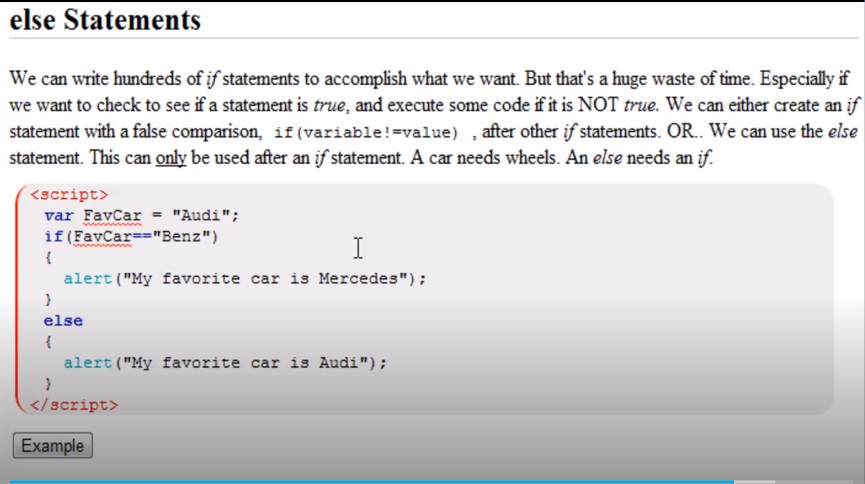 else Statements
We can write hundreds of if statements to accomplish what we want. But that's a huge waste of time. Especially if
we want to check to see if a statement is true, and execute some code if it is NOT true. We can either create an if
statement with a false comparison, if(variable!=value) , after other if statements. OR.. We can use the else
statement. This can only be used after an if statement. A car needs wheels. An else needs an if.
<script>
var FavCar = "Audi";
if(FavCar=="Benz")
{
alert("My favorite car is Mercedes");
}
else
{
alert("My favorite car is Audi");
}
</script>
Example